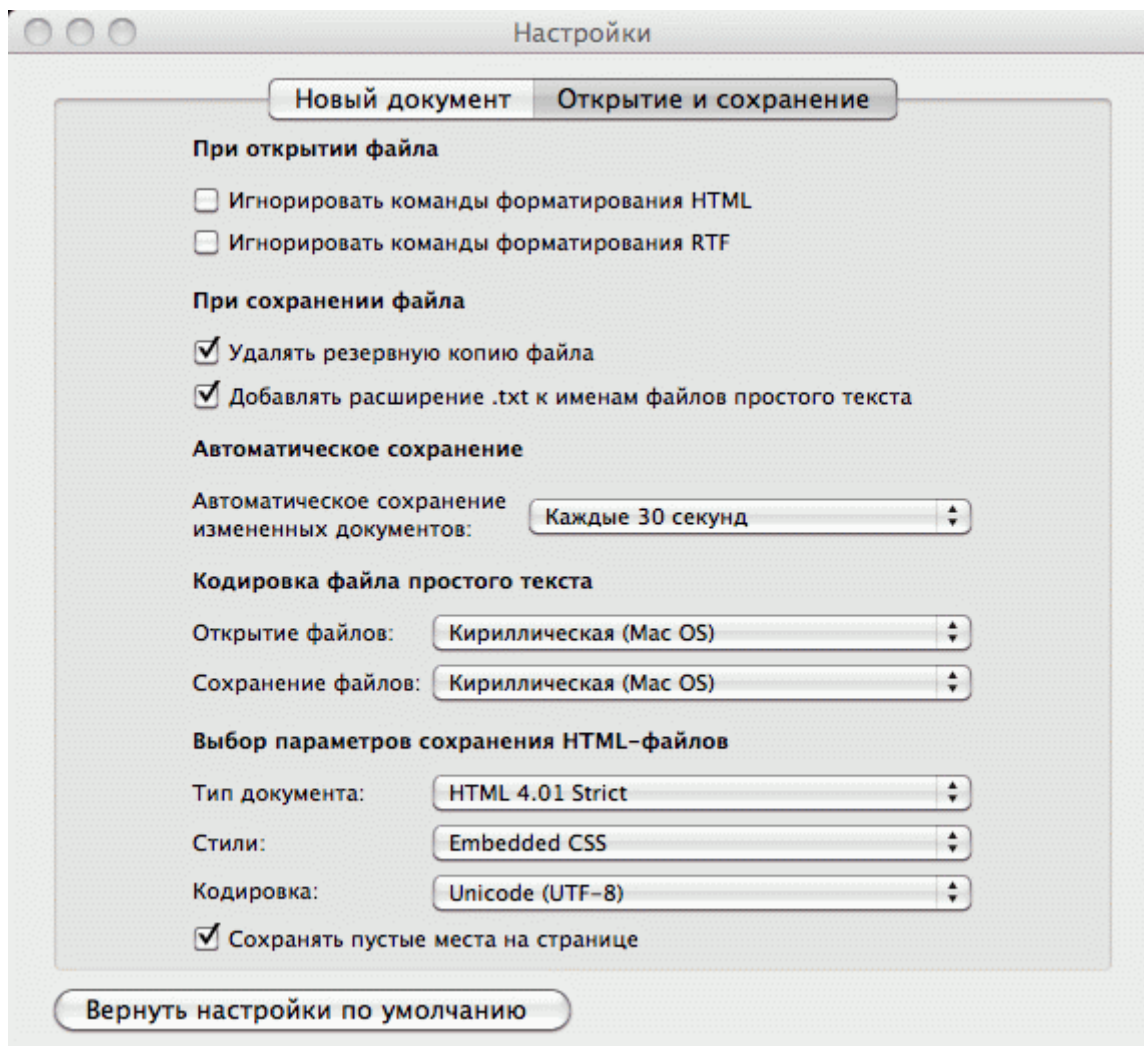 Настройки
Новый документ Открытие и сохранение
При открытии файла
Игнорировать команды форматирования HTML
Игнорировать команды форматирования RTF
При сохранении файла
Удалять резервную копию файла
Добавлять расширение .txt к именам файлов простого текста
Автоматическое сохранение
Автоматическое сохранение
измененных документов: Каждые 30 секунд
Кодировка файла простого текста
Открытие файлов: Кириллическая (Mac OS)
Сохранение файлов: Кириллическая (Mac OS)
Выбор параметров сохранения HTML-файлов
Тип документа: HTML 4.01 Strict
Стили: Embedded CSS
Кодировка: Unicode (UTF-8)
Сохранять пустые места на странице
Вернуть настройки по умолчанию